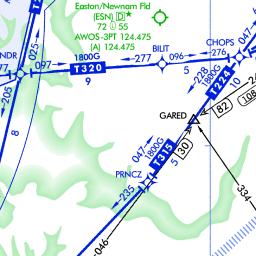 Easton/Newnam Fld
(ESN) D
72 55
AWOS-3PT 124.475
(A) 124.475
047
025
CHOPS
BILIT
NDR
097
1800G
277
096
276
T320
9
5
205
228
1800G
T224
10
8
GARED
82
108
047
1800G
T315
30
5
PRNCZ
235
334
046